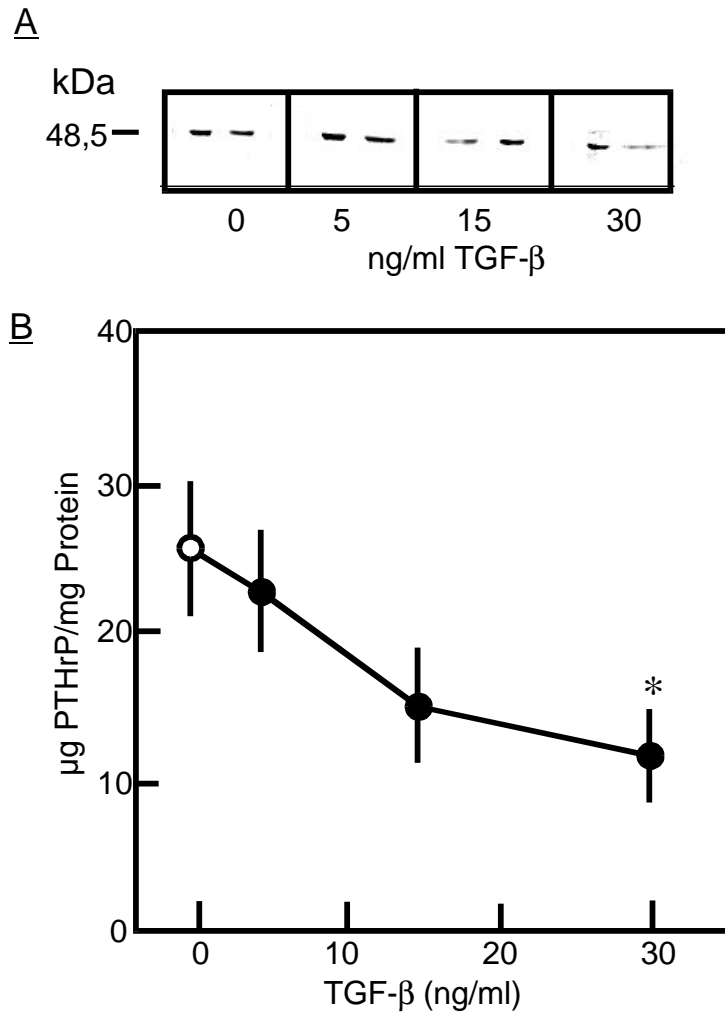 A
kDa
48,5
0 5 15 30
ng/ml TGF-β
B
40
30
20
10
0
µg PTHrP/mg Protein
*
0 10 20 30
TGF-β (ng/ml)